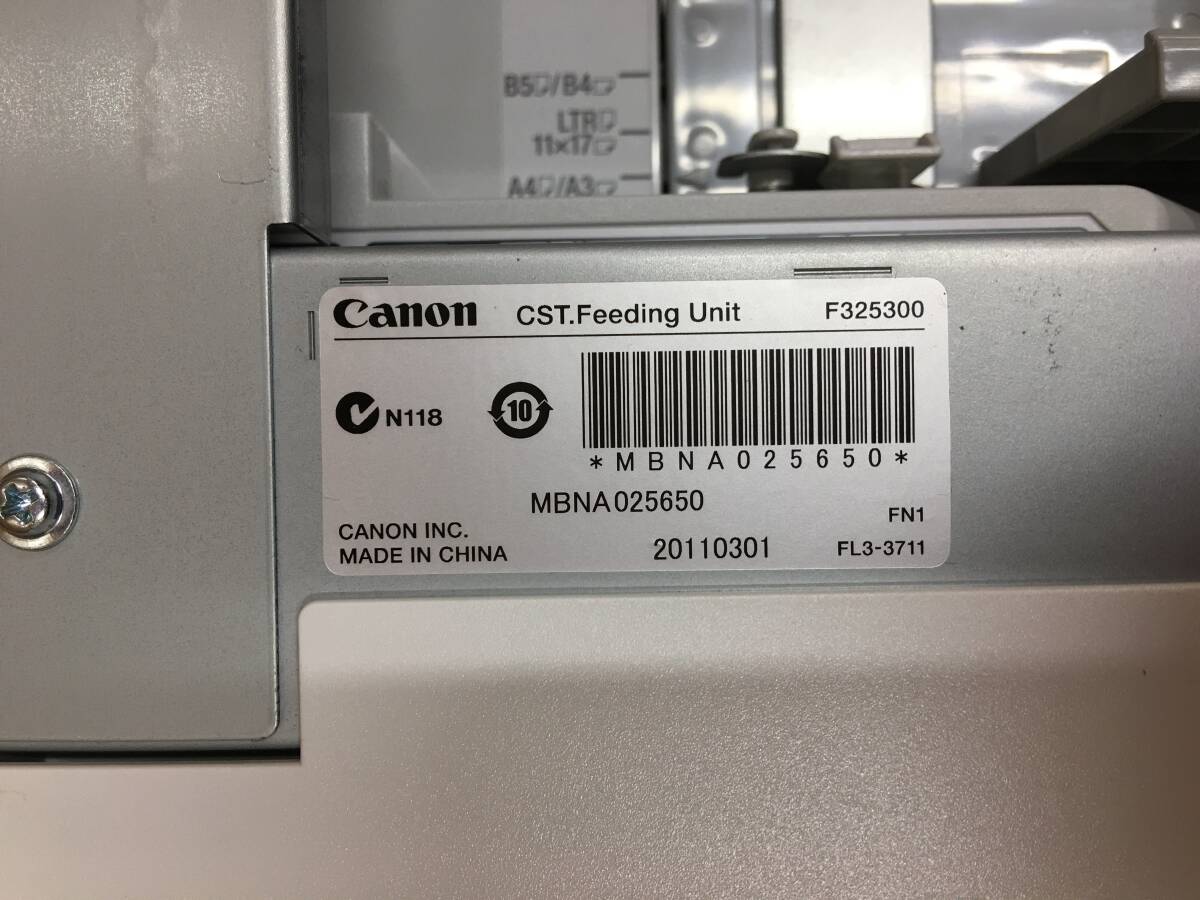 B5/B4
LTR
11×17
A4/A3
Canon CST.Feeding Unit F325300
N118
10
*MBNA025650*
MBNA025650
FN1
CANON INC.
MADE IN CHINA 20110301 FL3-3711